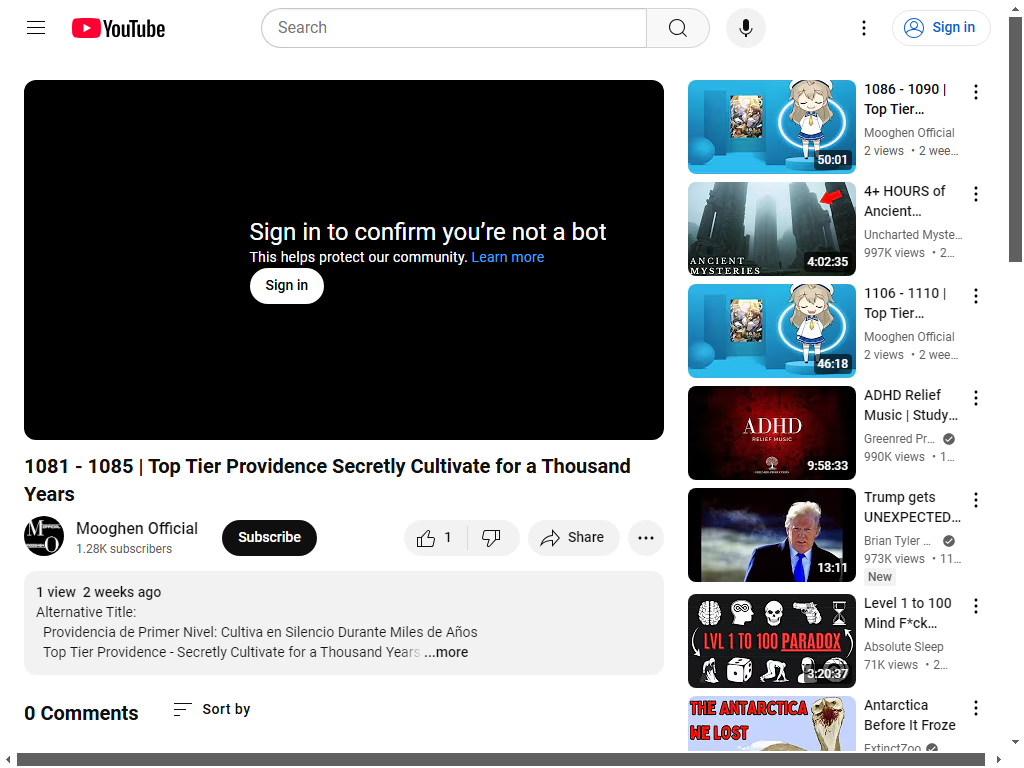 YouTube
Search
Sign in
Sign in to confirm you’re not a bot
This helps protect our community. Learn more
Sign in
1081 - 1085 | Top Tier Providence Secretly Cultivate for a Thousand
Years
Mooghen Official
1.28K subscribers
Subscribe
1
Share
1 view 2 weeks ago
Alternative Title:
Providencia de Primer Nivel: Cultiva en Silencio Durante Miles de Años
Top Tier Providence - Secretly Cultivate for a Thousand Years ...more
0 Comments
Sort by
50:01
1086 - 1090 |
Top Tier…
Mooghen Official
2 views • 2 wee…
ANCIENT
MYSTERIES
4:02:35
4+ HOURS of
Ancient…
Uncharted Myste…
997K views • 2…
46:18
1106 - 1110 |
Top Tier…
Mooghen Official
2 views • 2 wee…
ADHD
RELIEF MUSIC
9:58:33
ADHD Relief
Music | Study…
Greenred Pr…
990K views • 1…
13:11
Trump gets
UNEXPECTED…
Brian Tyler …
973K views • 11…
New
LVL 1 TO 100 PARADOX
3:20:37
Level 1 to 100
Mind F*ck…
Absolute Sleep
71K views • 2…
THE ANTARCTICA
WE LOST
Antarctica
Before It Froze
ExtinctZoo